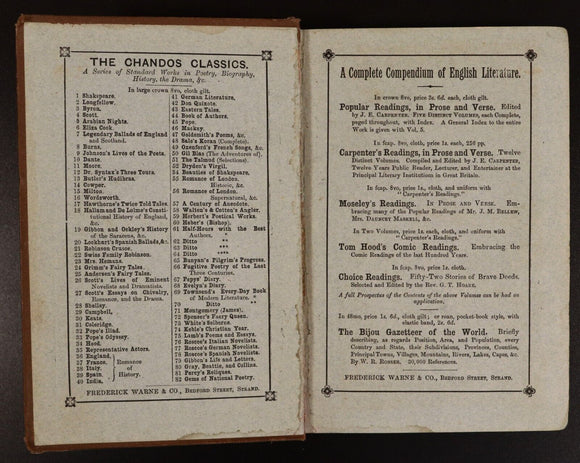 THE CHANDOS CLASSICS.
A Series of Standard Works in Poetry, Biography,
History, the Drama, &c.
In large crown 8vo, cloth gilt.
1 Shakspeare.
2 Longfellow.
3 Byron.
4 Scott.
5 Arabian Nights.
6 Eliza Cook
7 Legendary Ballads of England
and Scotland.
8 Burns.
9 Johnson's Lives of the Poets.
10 Dante.
11 Moore.
12 Dr. Syntax's Three Tours.
13 Butler's Hudibras.
14 Cowper.
15 Milton.
16 Wordsworth.
17 Hawthorne's Twice Told Tales.
18 Hallam and De Lolme's Consti-
tutional History of England,
&c.
19 Gibbon and Ockley's History
of the Saracens, &c.
20 Lockhart's Spanish Ballads, &c.
21 Robinson Crusoe.
22 Swiss Family Robinson.
23 Mrs. Hemans.
24 Grimm's Fairy Tales.
25 Andersen's Fairy Tales.
26 Scott's Lives of Eminent
Novelists and Dramatists.
27 Scott's Essays on Chivalry,
Romance, and the Drama.
28 Shelley.
29 Campbell.
30 Keats.
31 Coleridge.
32 Pope's Iliad.
33 Pope's Odyssey.
34 Hood.
35 Representative Actors.
36 England,
37 France,
38 Italy,
39 Spain,
40 India,
Romance
of
History.
41 German Literature.
42 Don Quixote.
43 Eastern Tales.
44 Book of Authors.
45 Pope.
46 Mackay.
47 Goldsmith's Poems, &c.
48 Sale's Koran (Complete).
49 Oxenford's French Songs, &c.
50 Gil Blas (The Adventures of).
51 The Talmud (Selections).
52 Dryden's Virgil.
54 Beauties of Shakspeare.
55 Romance of London.
Historic, &c.
56 Romance of London.
Supernatural, &c.
57 A Century of Anecdote.
58 Walton's & Cotton's Angler.
59 Herbert's Poetical Works.
60 Heber's (Bishop).
61 Half-Hours with the Best
Authors.
62 Ditto **
63 Ditto ***
64 Ditto ****
65 Bunyan's Pilgrim's Progress.
66 Fugitive Poetry of the Last
Three Centuries.
67 Pepys' Diary.
68 Evelyn's Diary.
69 Townsend's Every-Day Book
of Modern Literature. *
70 Ditto **
71 Montgomery (James).
72 Spenser's Faery Queen.
73 White's Selborne.
74 Keble's Christian Year.
75 Lamb's Poems and Essays.
76 Roscoe's Italian Novelists.
77 Roscoe's German Novelists.
78 Roscoe's Spanish Novelists.
79 Gibbon's Life and Letters.
80 Gray, Beattie, and Collins.
81 Percy's Reliques.
82 Gems of National Poetry.
FREDERICK WARNE & CO., BEDFORD STREET, STRAND.
A Complete Compendium of English Literature.
In crown 8vo, price 2s. 6d. each, cloth gilt.
Popular Readings, in Prose and Verse. Edited
by J. E. CARPENTER. FIVE DISTINCT VOLUMES, each Complete,
paged throughout, with Index. A General Index to the entire
Work is given with Vol. 5.
In fcap. 8vo, cloth, price 1s. each, 256 pp.
Carpenter's Readings, in Prose and Verse. Twelve
Distinct Volumes. Compiled and Edited by J. E. CARPENTER,
Twelve Years Public Reader, Lecturer, and Entertainer at the
Principal Literary Institutions in Great Britain.
In fcap. 8vo, price 1s., cloth, and uniform with
"Carpenter's Readings."
Moseley's Readings. IN PROSE AND VERSE. Em-
bracing many of the Popular Readings of Mr. J. M. BELLEW,
MRS. DAUBENY MASKELL, &c.
In Two Volumes, price 1s. each, cloth, and uniform with
"Carpenter's Readings."
Tom Hood's Comic Readings. Embracing the
Comic Readings of the last Hundred Years.
In fcap. 8vo, price 1s. cloth.
Choice Readings. Fifty-Two Stories of Brave Deeds.
Selected and Edited by the REV. G. T. HOARE.
A full Prospectus of the Contents of the above Volumes can be had on
application.
In 48mo, price 1s., cloth gilt; or roan, pocket-book style, with
elastic band, 2s. 6d.
The Bijou Gazetteer of the World. Briefly
describing, as regards Position, Area, and Population, every
Country and State, their Subdivisions, Provinces, Counties,
Principal Towns, Villages, Mountains, Rivers, Lakes, Capes, &c.
By W. H. ROSSER. 30,000 References.
FREDERICK WARNE & CO., BEDFORD STREET, STRAND.